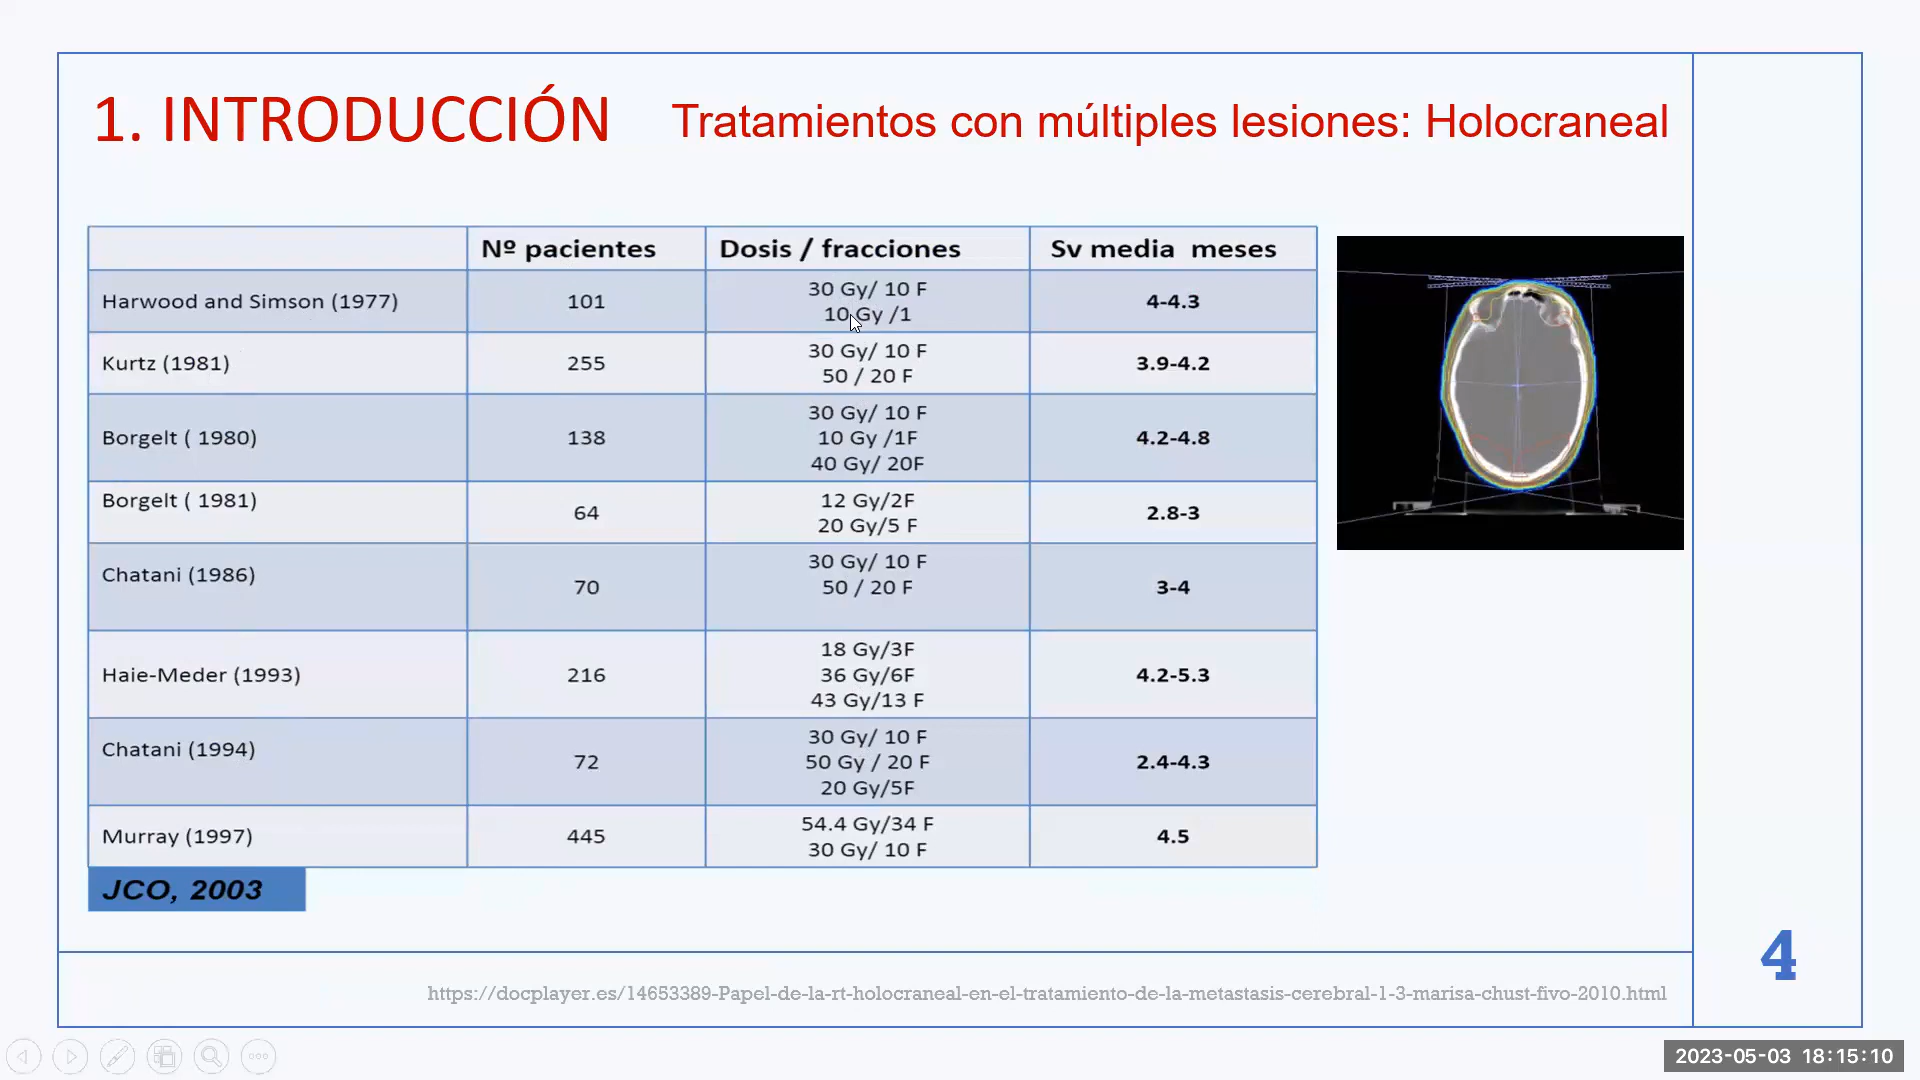 1. INTRODUCCIÓN Tratamientos con múltiples lesiones: Holocraneal
Nº pacientes Dosis / fracciones Sv media meses
Harwood and Simson (1977) 101 30 Gy/ 10 F
10 Gy /1 4-4.3
Kurtz (1981) 255 30 Gy/ 10 F
50 / 20 F 3.9-4.2
Borgelt ( 1980) 138 30 Gy/ 10 F
10 Gy /1F
40 Gy/ 20F 4.2-4.8
Borgelt ( 1981) 64 12 Gy/2F
20 Gy/5 F 2.8-3
Chatani (1986) 70 30 Gy/ 10 F
50 / 20 F 3-4
Haie-Meder (1993) 216 18 Gy/3F
36 Gy/6F
43 Gy/13 F 4.2-5.3
Chatani (1994) 72 30 Gy/ 10 F
50 Gy / 20 F
20 Gy/5F 2.4-4.3
Murray (1997) 445 54.4 Gy/34 F
30 Gy/ 10 F 4.5
JCO, 2003
4
https://docplayer.es/14653389-Papel-de-la-rt-holocraneal-en-el-tratamiento-de-la-metastasis-cerebral-1-3-marisa-chust-fivo-2010.html
2023-05-03 18:15:10